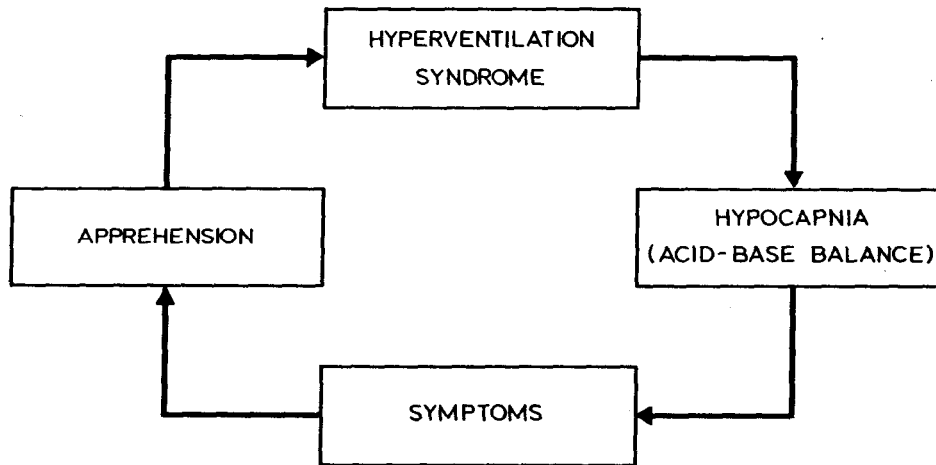 HYPERVENTILATION
SYNDROME
APPREHENSION
HYPOCAPNIA
(ACID-BASE BALANCE)
SYMPTOMS